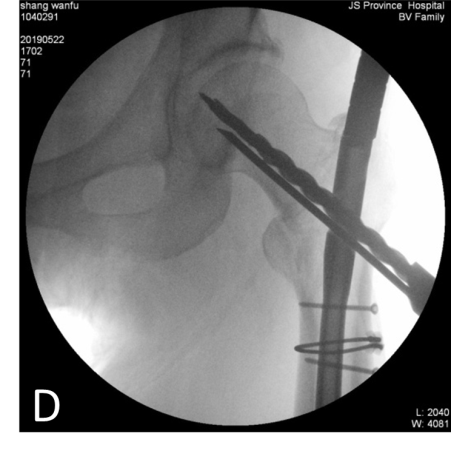 shang wanfu
1040291
20190522
1702
71
71
JS Province Hospital
BV Family
D
L: 2040
W: 4081